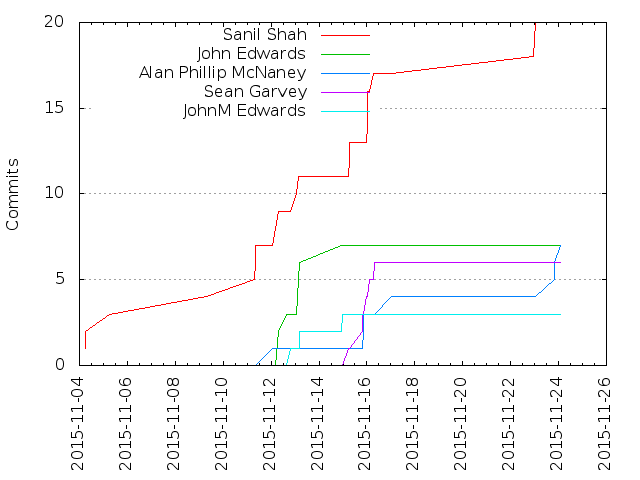 20
15
10
5
0
Commits
Sanil Shah
John Edwards
Alan Phillip McNaney
Sean Garvey
JohnM Edwards
2015-11-04
2015-11-06
2015-11-08
2015-11-10
2015-11-12
2015-11-14
2015-11-16
2015-11-18
2015-11-20
2015-11-22
2015-11-24
2015-11-26